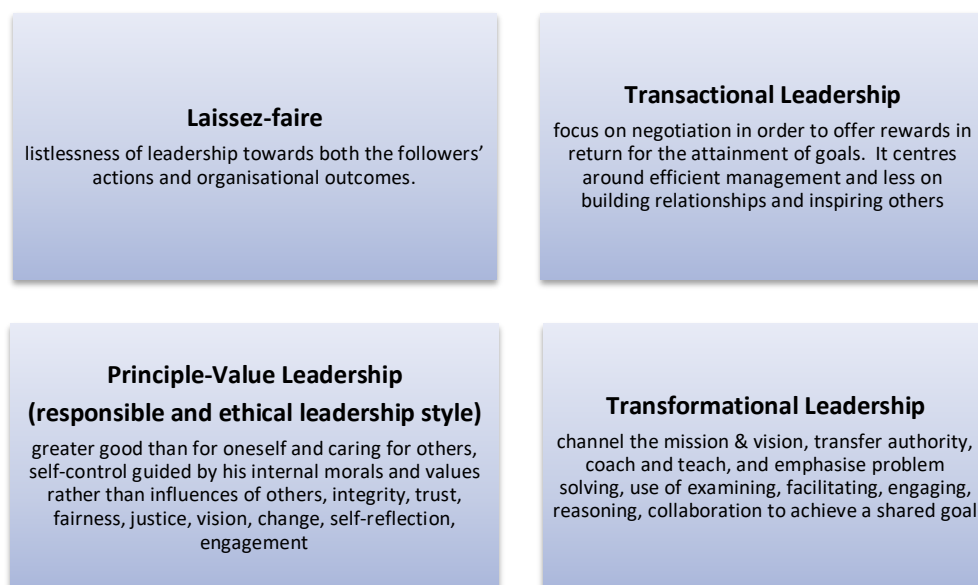 Laissez-faire
listlessness of leadership towards both the followers’
actions and organisational outcomes.
Transactional Leadership
focus on negotiation in order to offer rewards in
return for the attainment of goals.  It centres
around efficient management and less on
building relationships and inspiring others
Principle-Value Leadership
(responsible and ethical leadership style)
greater good than for oneself and caring for others,
self-control guided by his internal morals and values
rather than influences of others, integrity, trust,
fairness, justice, vision, change, self-reflection,
engagement
Transformational Leadership
channel the mission & vision, transfer authority,
coach and teach, and emphasise problem
solving, use of examining, facilitating, engaging,
reasoning, collaboration to achieve a shared goal